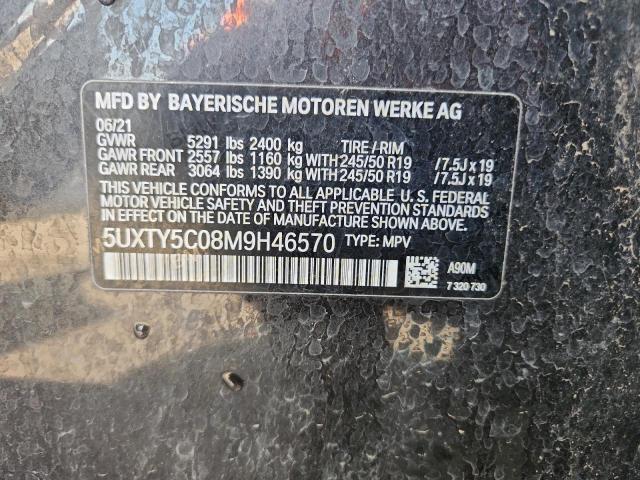 MFD BY BAYERISCHE MOTOREN WERKE AG
06/21
GVWR 5291 lbs 2400 kg TIRE / RIM
GAWR FRONT 2557 lbs 1160 kg WITH 245/50 R19 /7.5J x 19
GAWR REAR 3064 lbs 1390 kg WITH 245/50 R19 /7.5J x 19
THIS VEHICLE CONFORMS TO ALL APPLICABLE U. S. FEDERAL
MOTOR VEHICLE SAFETY AND THEFT PREVENTION
STANDARDS IN EFFECT ON THE DATE OF MANUFACTURE SHOWN ABOVE.
5UXTY5C08M9H46570 TYPE: MPV
A90M
7 320 730